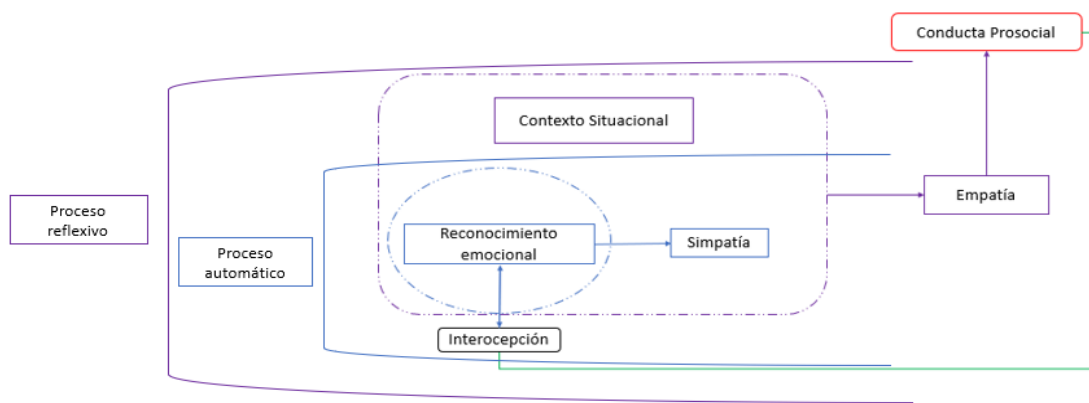 Conducta Prosocial
Contexto Situacional
Proceso
reflexivo
Proceso
automático
Reconocimiento
emocional
Simpatía
Empatía
Interocepción